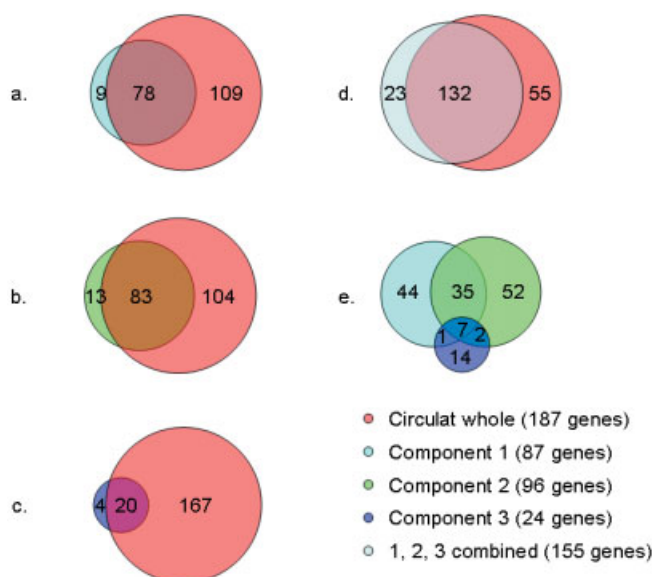 a. 9 78 109
d. 23 132 55
b. 13 83 104
e. 44 35 52
1 7 2
14
c. 4 20 167
Circulat whole (187 genes)
Component 1 (87 genes)
Component 2 (96 genes)
Component 3 (24 genes)
1, 2, 3 combined (155 genes)